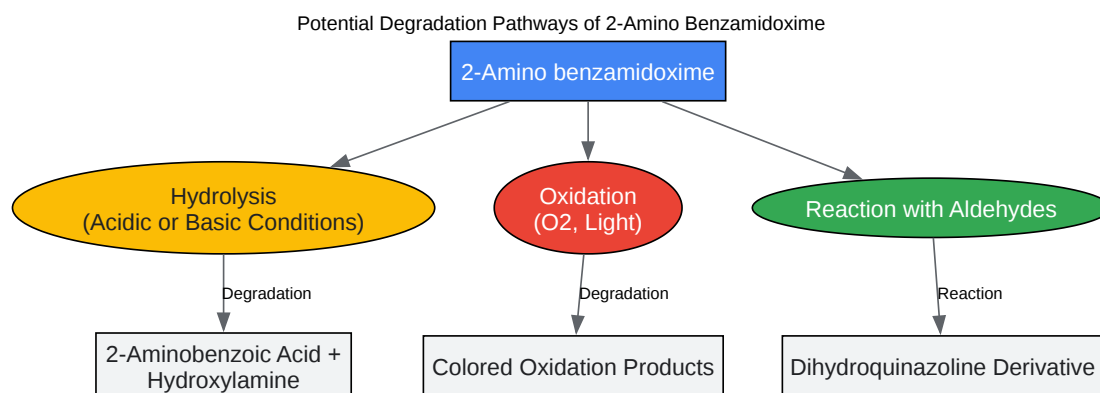 Potential Degradation Pathways of 2-Amino Benzamidoxime
2-Amino benzamidoxime
Hydrolysis
(Acidic or Basic Conditions)
Oxidation
(O2, Light)
Reaction with Aldehydes
Degradation
Degradation
Reaction
2-Aminobenzoic Acid +
Hydroxylamine
Colored Oxidation Products
Dihydroquinazoline Derivative